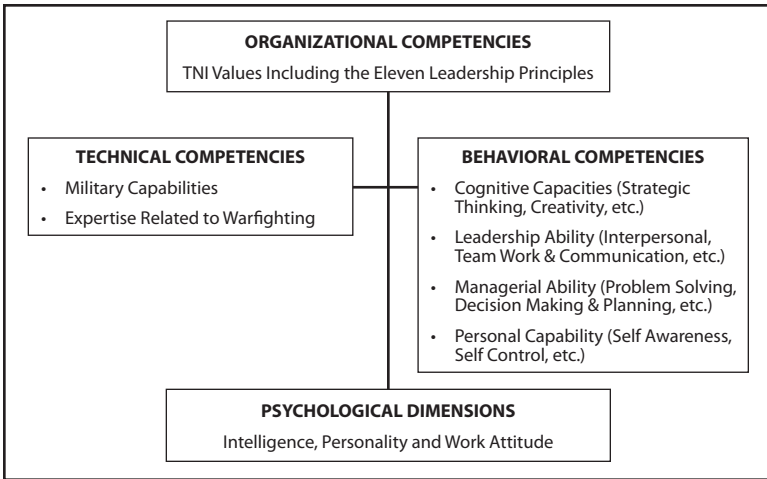 ORGANIZATIONAL COMPETENCIES
TNI Values Including the Eleven Leadership Principles
TECHNICAL COMPETENCIES
• Military Capabilities
• Expertise Related to Warfighting
BEHAVIORAL COMPETENCIES
• Cognitive Capacities (Strategic
Thinking, Creativity, etc.)
• Leadership Ability (Interpersonal,
Team Work & Communication, etc.)
• Managerial Ability (Problem Solving,
Decision Making & Planning, etc.)
• Personal Capability (Self Awareness,
Self Control, etc.)
PSYCHOLOGICAL DIMENSIONS
Intelligence, Personality and Work Attitude